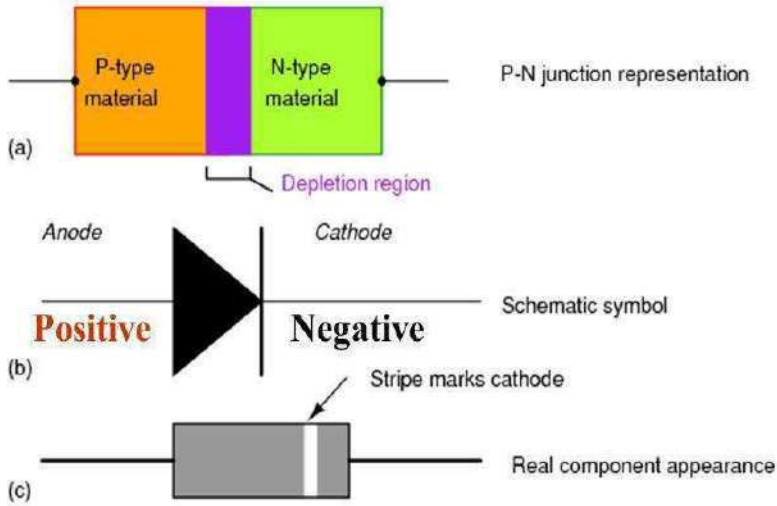 P-type
material
N-type
material
P-N junction representation
(a)
Depletion region
Anode
Cathode
Positive
Negative
Schematic symbol
(b)
Stripe marks cathode
Real component appearance
(c)